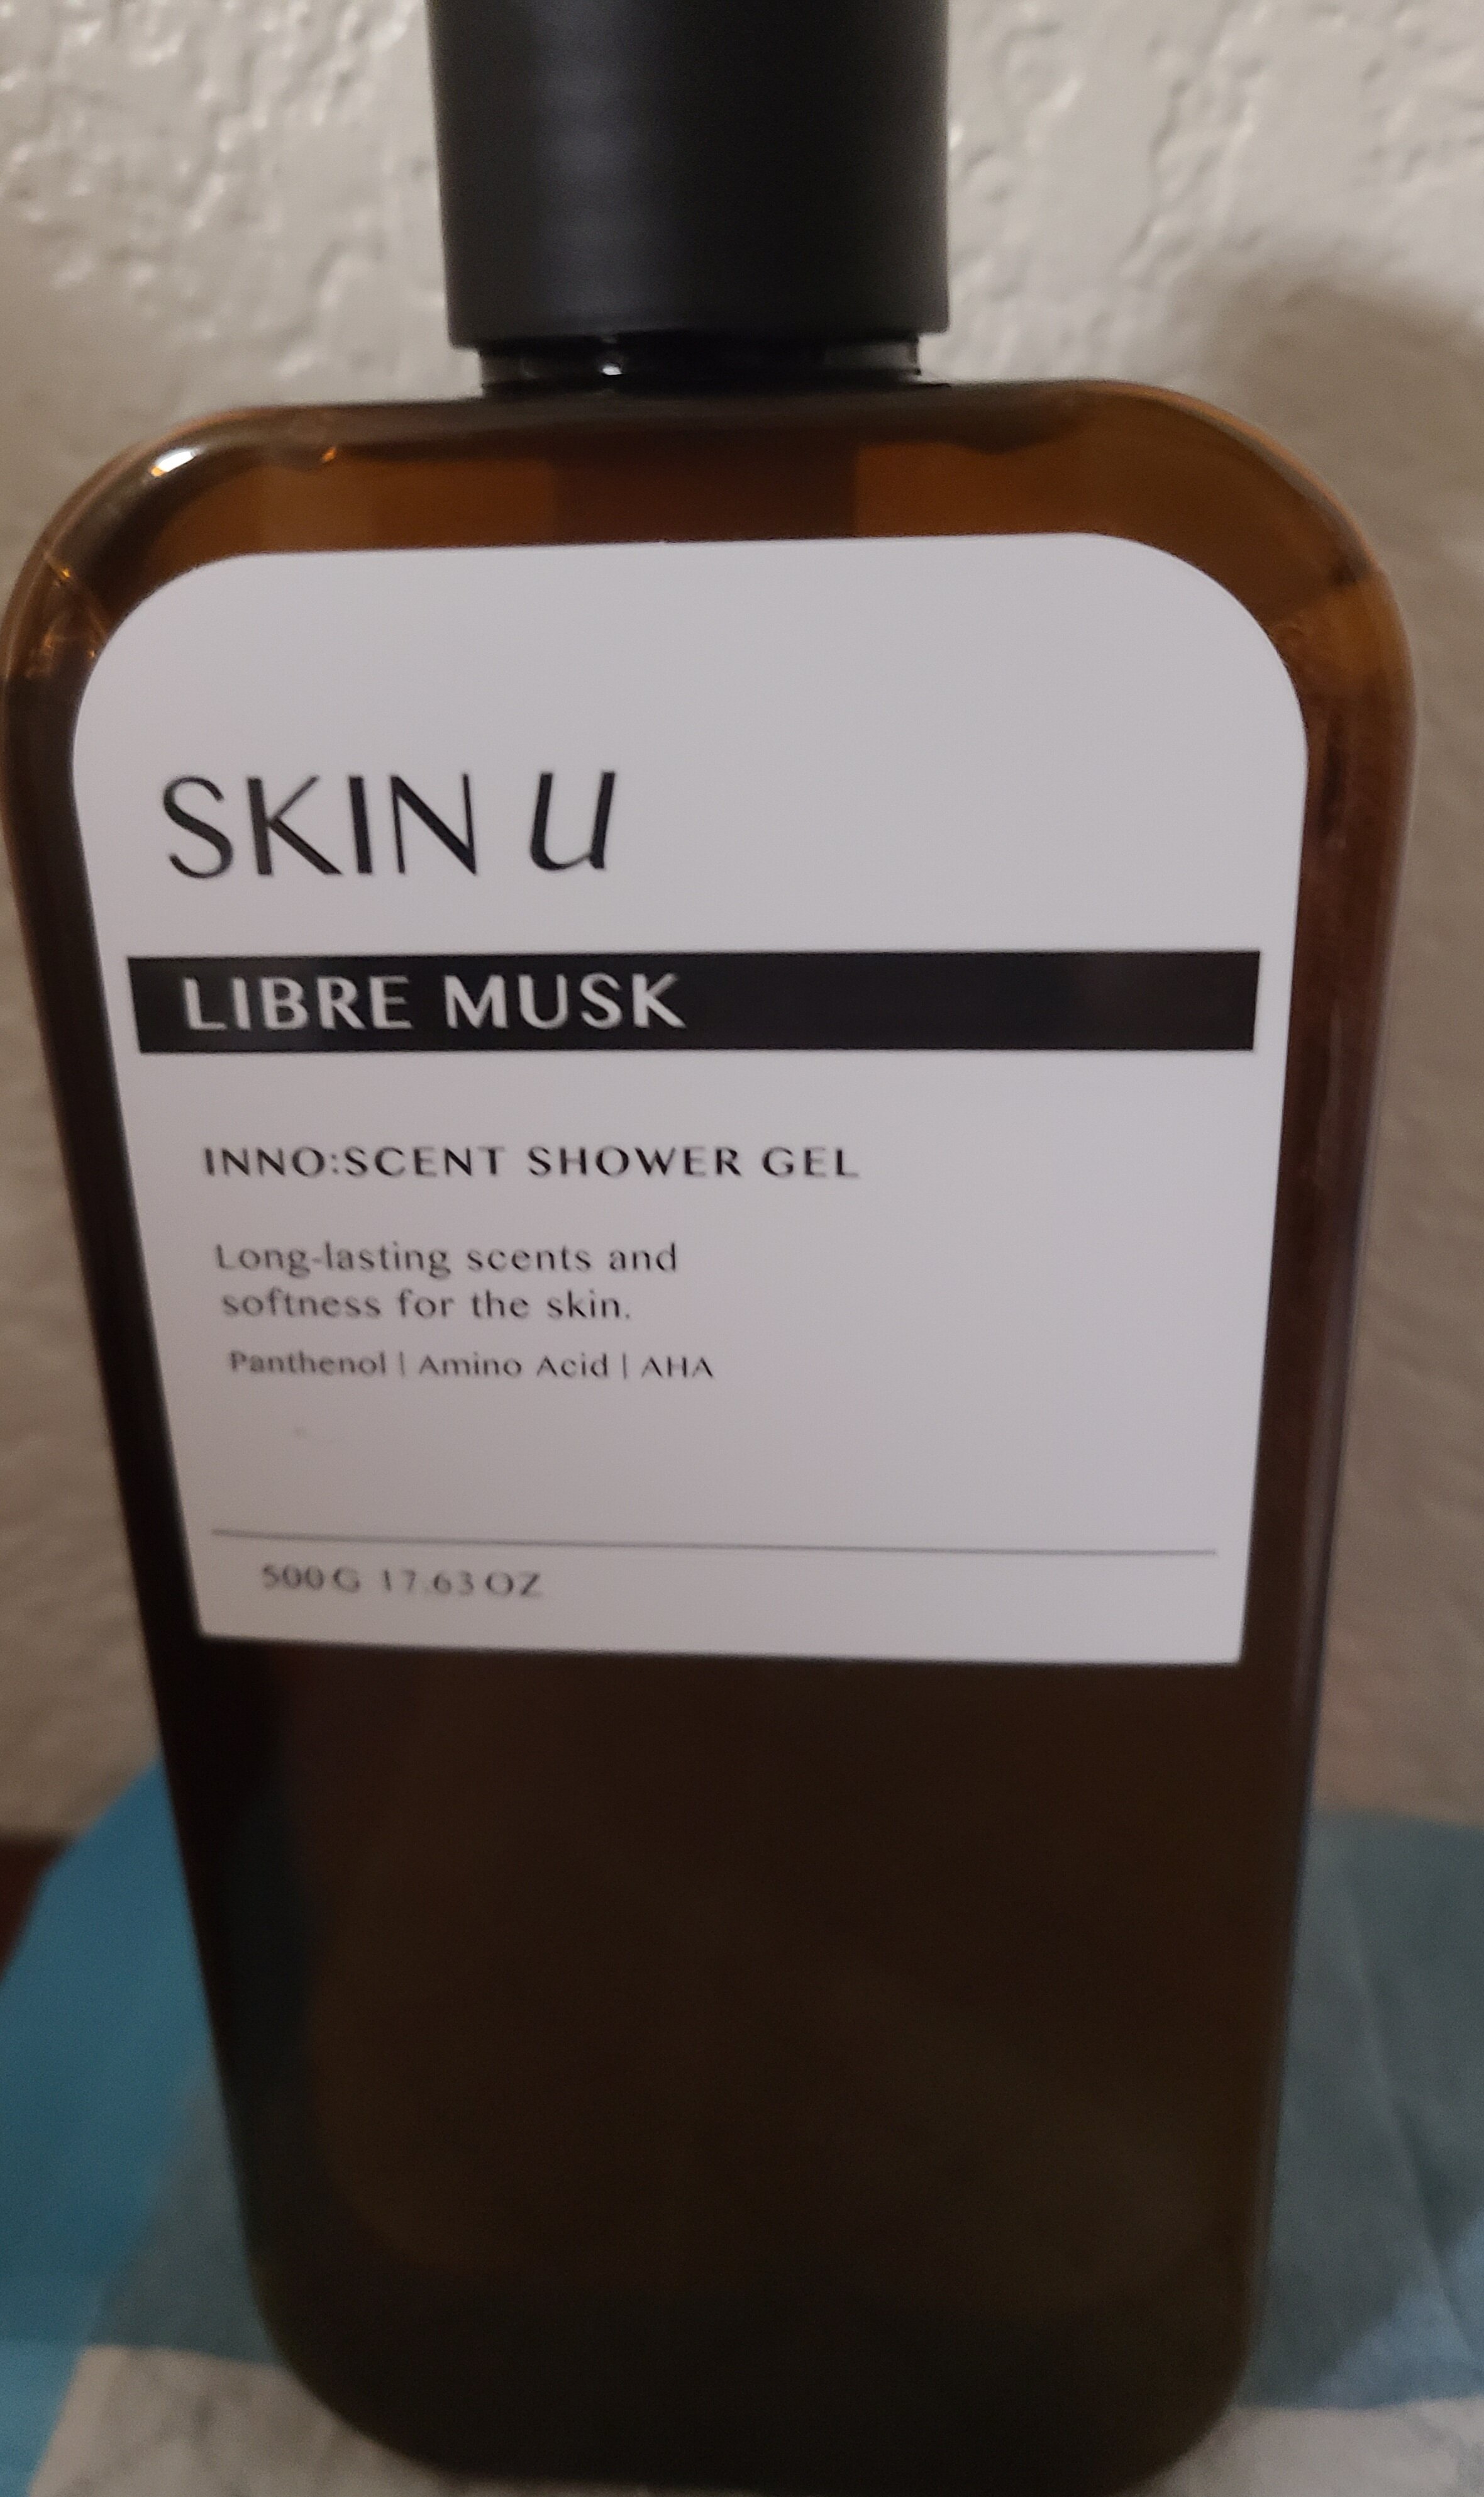 SKIN U
LIBRE MUSK
INNO:SCENT SHOWER GEL
Long-lasting scents and
softness for the skin.
Panthenol | Amino Acid | AHA
500G 17.63 OZ